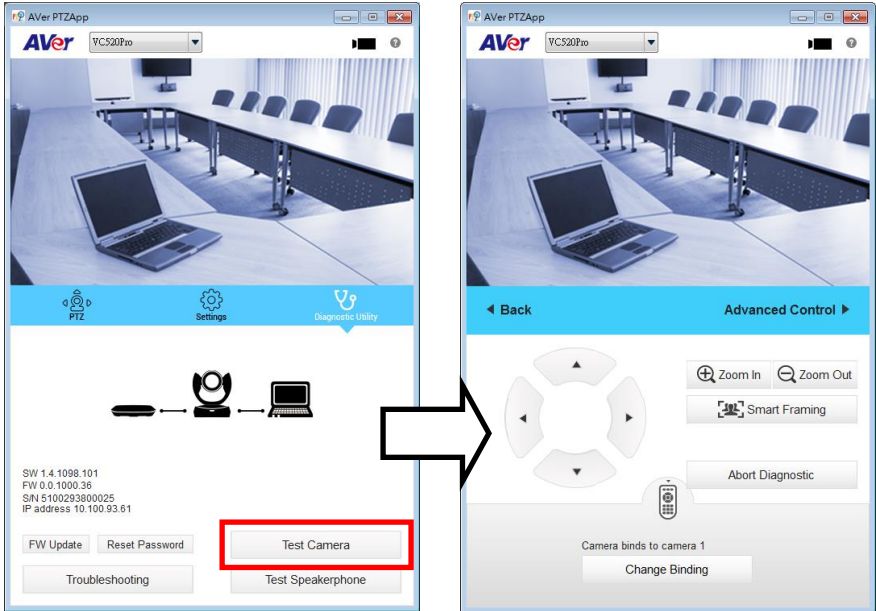 AVer PTZApp
AVer VC520Pro
PTZ
Settings
Diagnostic Utility
SW 1.4.1098.101
FW 0.0.1000.36
S/N 5100293800025
IP address 10.100.93.61
FW Update
Reset Password
Test Camera
Troubleshooting
Test Speakerphone
AVer PTZApp
AVer VC520Pro
Back
Advanced Control
Zoom In
Zoom Out
Smart Framing
Abort Diagnostic
Camera binds to camera 1
Change Binding